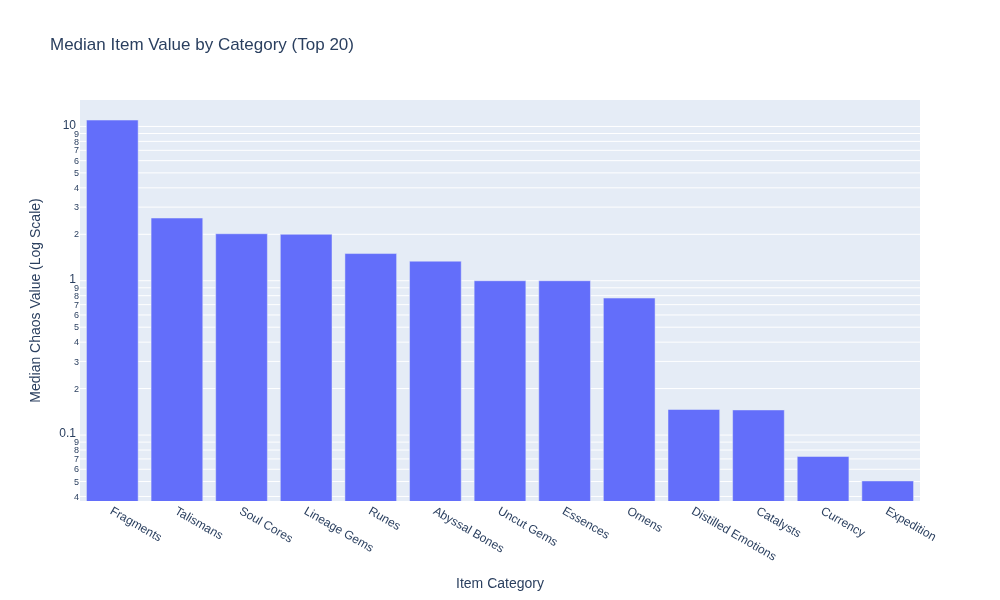 Median Item Value by Category (Top 20)
Median Chaos Value (Log Scale)
10
9
8
7
6
5
4
3
2
1
9
8
7
6
5
4
3
2
0.1
9
8
7
6
5
4
Fragments
Talismans
Soul Cores
Lineage Gems
Runes
Abyssal Bones
Uncut Gems
Essences
Omens
Distilled Emotions
Catalysts
Currency
Expedition
Item Category